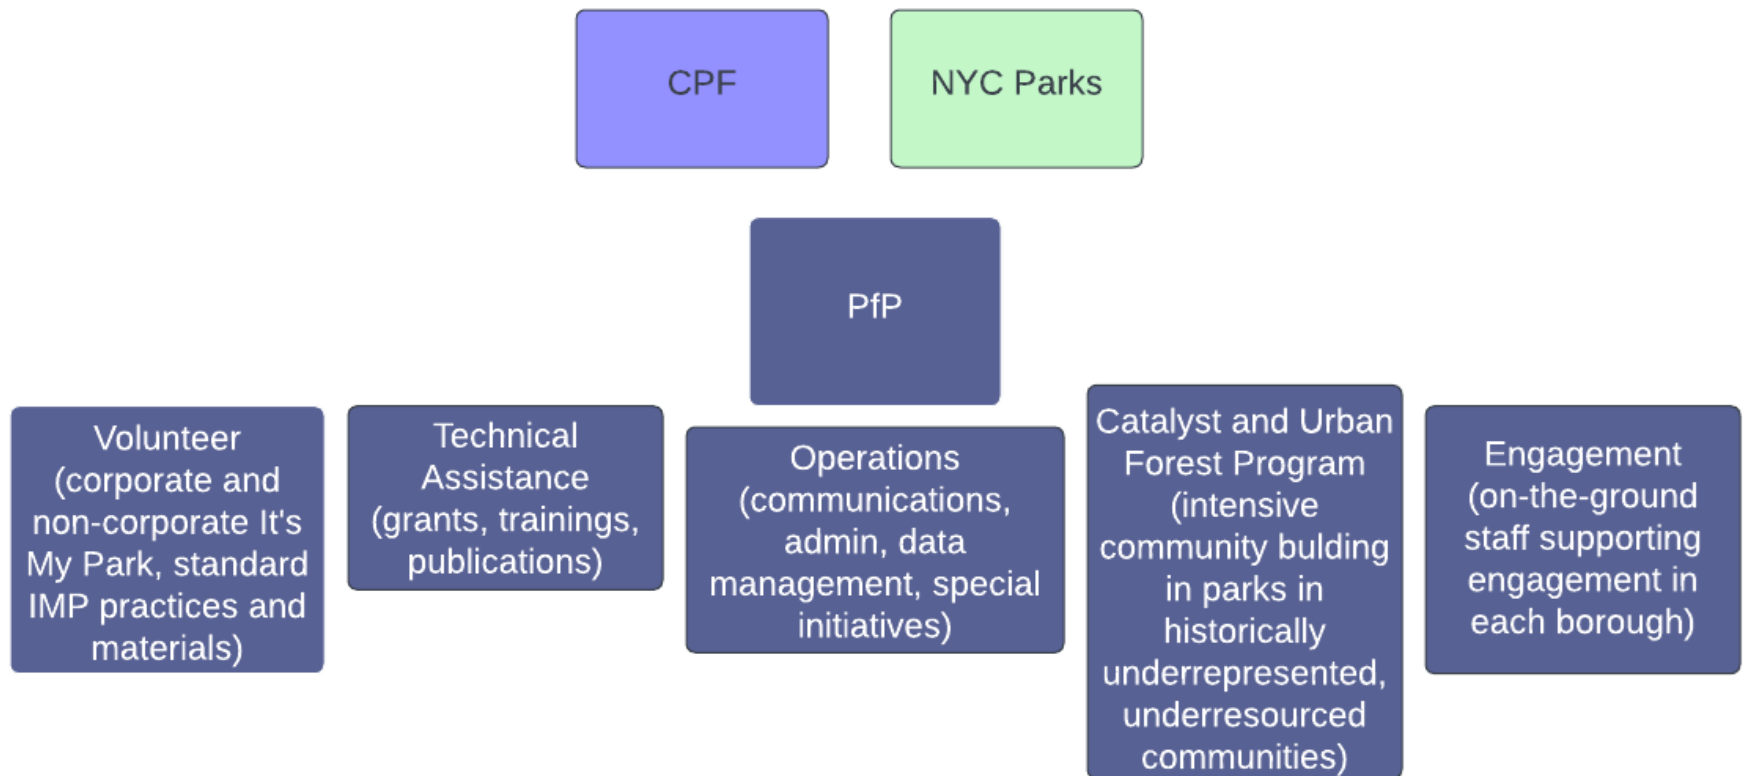 CPF
NYC Parks
PfP
Volunteer
(corporate and
non-corporate It's
My Park, standard
IMP practices and
materials)
Technical
Assistance
(grants, trainings,
publications)
Operations
(communications,
admin, data
management, special
initiatives)
Catalyst and Urban
Forest Program
(intensive
community bulding
in parks in
historically
underrepresented,
underresourced
communities)
Engagement
(on-the-ground
staff supporting
engagement in
each borough)